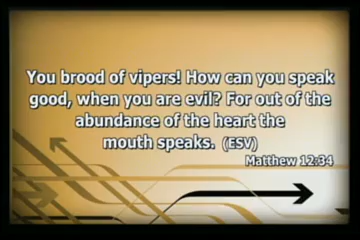 You brood of vipers! How can you speak
good, when you are evil? For out of the
abundance of the heart the
mouth speaks. (ESV)
Matthew 12:34